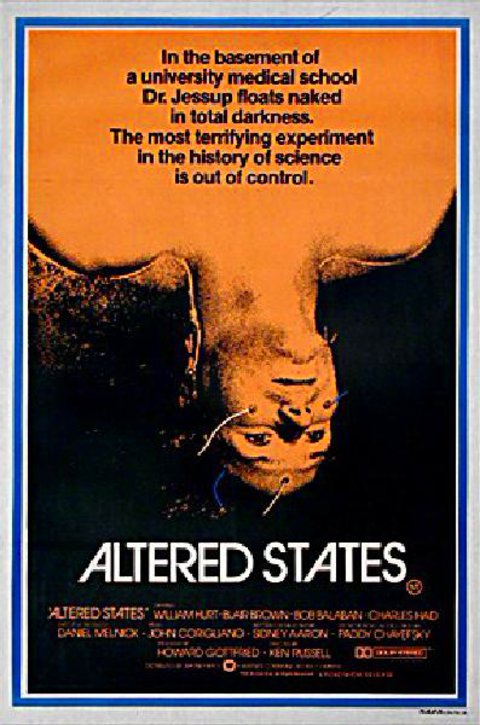 In the basement of
a university medical school
Dr. Jessup floats naked
in total darkness.
The most terrifying experiment
in the history of science
is out of control.
ALTERED STATES
"ALTERED STATES" WILLIAM HURT · BLAIR BROWN · BOB BALABAN · CHARLES HAID
DANIEL MELNICK · JOHN CORIGLIANO · SIDNEY AARON · PADDY CHAYEFSKY
HOWARD GOTTFRIED · KEN RUSSELL DOLBY STEREO